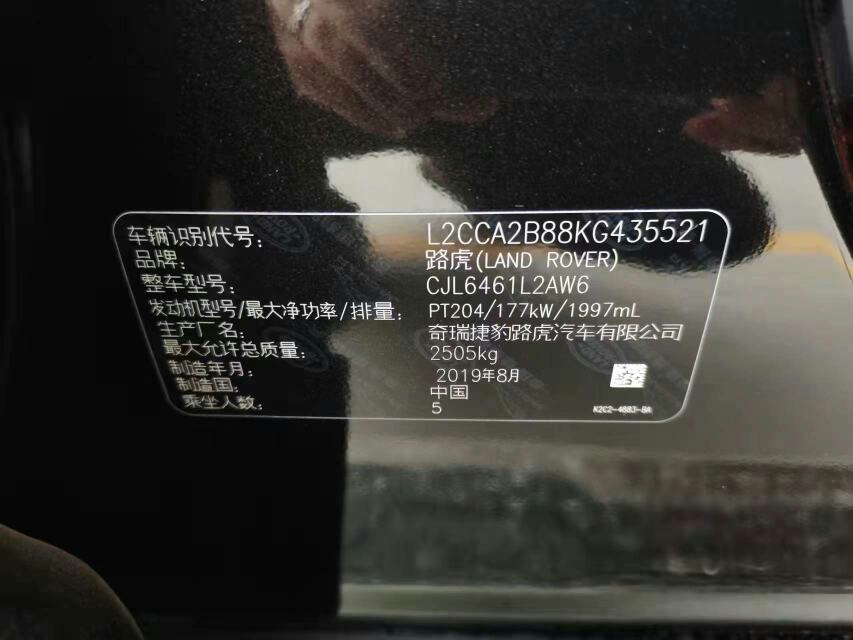 车辆识别代号: L2CCA2B88KG435521
品牌: 路虎(LAND ROVER)
整车型号: CJL6461L2AW6
发动机型号/最大净功率/排量: PT204/177kW/1997mL
生产厂名: 奇瑞捷豹路虎汽车有限公司
最大允许总质量: 2505kg
制造年月: 2019年8月
制造国: 中国
乘坐人数: 5
K2C2-4883-BA